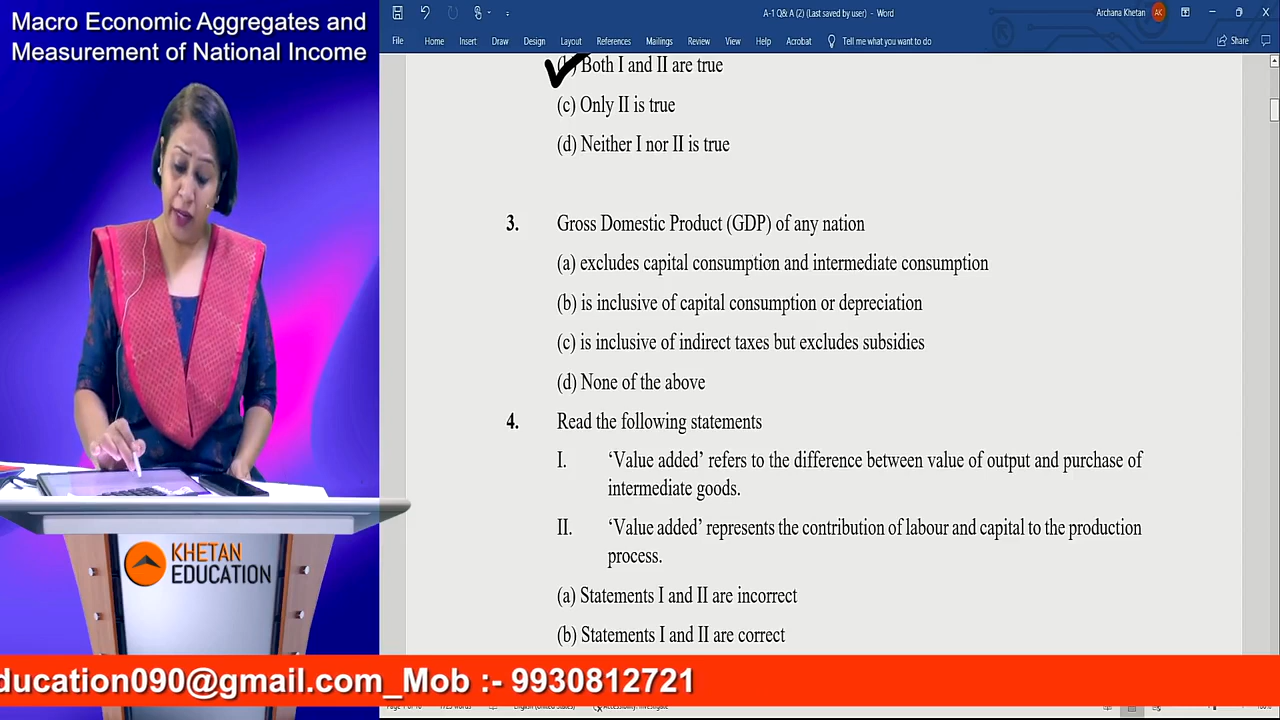 Macro Economic Aggregates and
Measurement of National Income
A-1 Q& A (2) (Last saved by user) - Word
Archana Khetan AK
File Home Insert Draw Design Layout References Mailings Review View Help Acrobat Tell me what you want to do Share
Both I and II are true
(c) Only II is true
(d) Neither I nor II is true
3. Gross Domestic Product (GDP) of any nation
(a) excludes capital consumption and intermediate consumption
(b) is inclusive of capital consumption or depreciation
(c) is inclusive of indirect taxes but excludes subsidies
(d) None of the above
4. Read the following statements
I. ‘Value added’ refers to the difference between value of output and purchase of
intermediate goods.
II. ‘Value added’ represents the contribution of labour and capital to the production
process.
(a) Statements I and II are incorrect
(b) Statements I and II are correct
KHETAN
EDUCATION
ducation090@gmail.com_Mob :- 9930812721